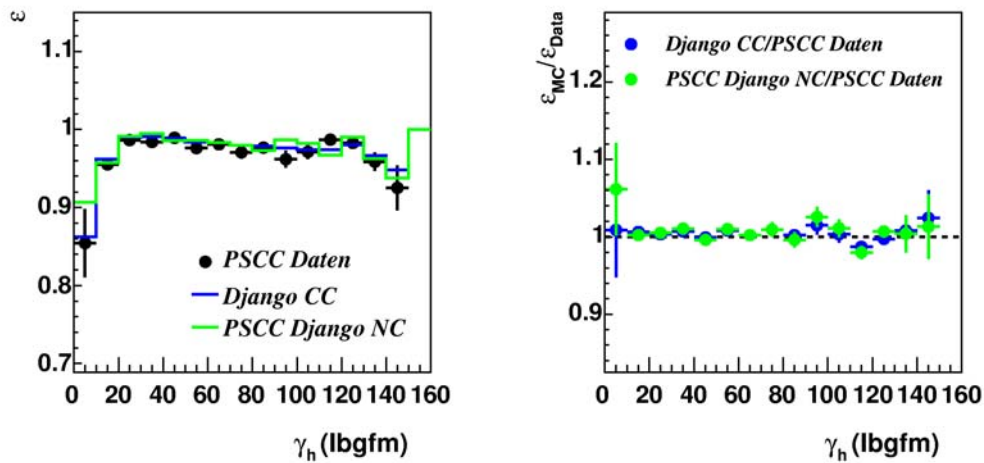 ε
1.1
1
0.9
0.8
0.7
PSCC Daten
Django CC
PSCC Django NC
0 20 40 60 80 100 120 140 160
γh (lbgfm)
εMC/εData
1.2
1.1
1
0.9
Django CC/PSCC Daten
PSCC Django NC/PSCC Daten
0 20 40 60 80 100 120 140 160
γh (lbgfm)